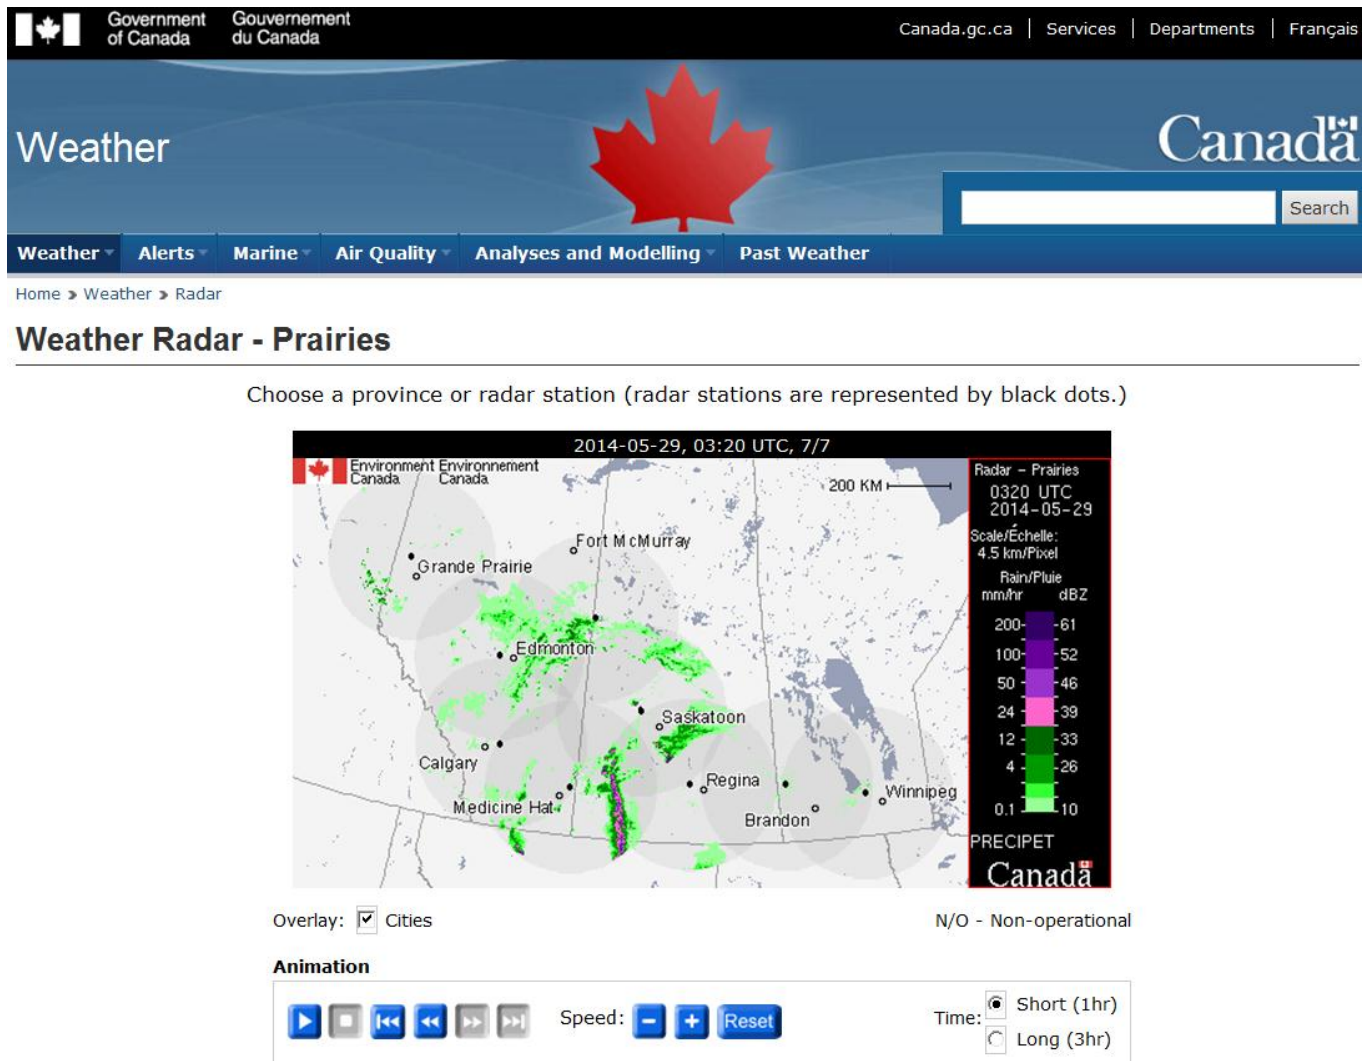 Government of Canada
Gouvernement du Canada
Canada.gc.ca | Services | Departments | Français
Weather
Canada
Search
Weather Alerts Marine Air Quality Analyses and Modelling Past Weather
Home » Weather » Radar
Weather Radar - Prairies
Choose a province or radar station (radar stations are represented by black dots.)
2014-05-29, 03:20 UTC, 7/7
Environment Canada
Environnement Canada
200 KM
Fort McMurray
Grande Prairie
Edmonton
Saskatoon
Calgary
Regina
Medicine Hat
Winnipeg
Brandon
Radar - Prairies
0320 UTC
2014-05-29
Scale/Échelle:
4.5 km/Pixel
Rain/Pluie
mm/hr dBZ
200 61
100 52
50 46
24 39
12 33
4 26
0.1 10
PRECIPET
Canada
Overlay: Cities
N/O - Non-operational
Animation
Speed: - + Reset
Time: Short (1hr)
Long (3hr)